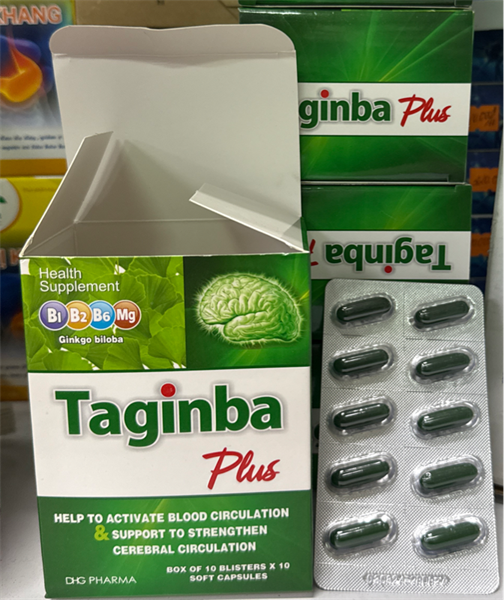 KHANG
ginba Plus
Taginba P
Health
Supplement
B1 B2 B6 Mg
Ginkgo biloba
Taginba
Plus
HELP TO ACTIVATE BLOOD CIRCULATION
& SUPPORT TO STRENGTHEN
CEREBRAL CIRCULATION
BOX OF 10 BLISTERS X 10
SOFT CAPSULES
DHG PHARMA